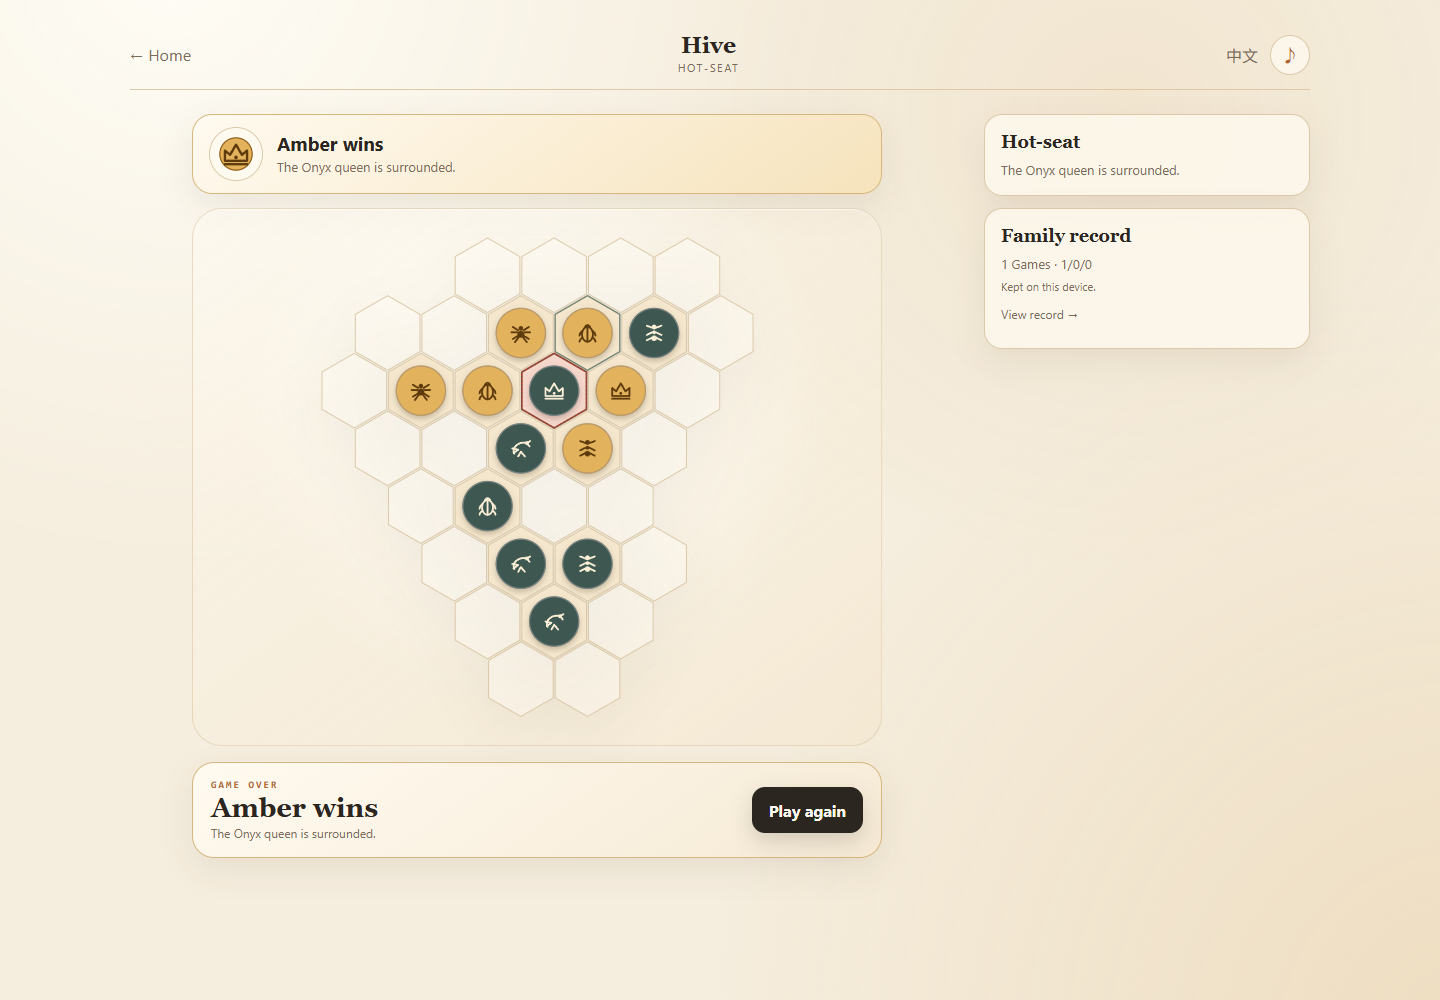 ← Home
Hive
HOT-SEAT
中文
♪
Amber wins
The Onyx queen is surrounded.
Hot-seat
The Onyx queen is surrounded.
Family record
1 Games · 1/0/0
Kept on this device.
View record →
GAME OVER
Amber wins
The Onyx queen is surrounded.
Play again